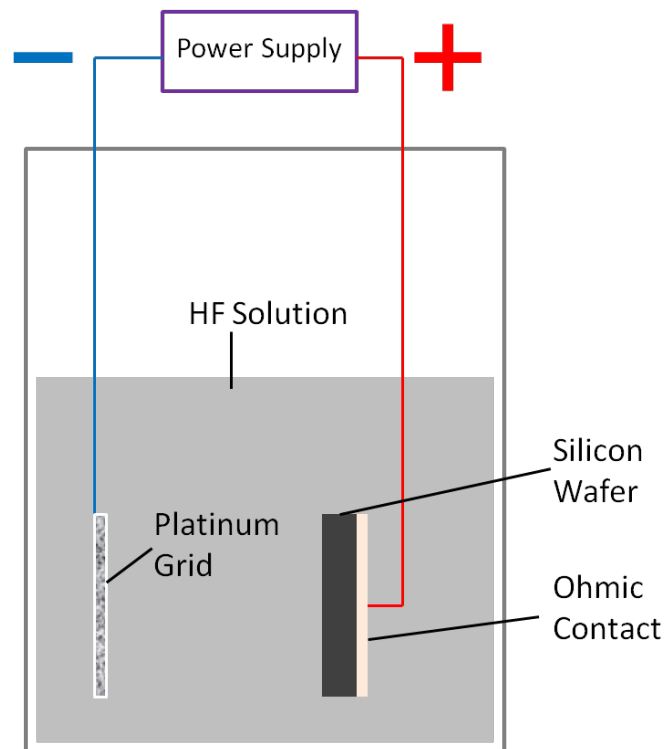 − Power Supply +
HF Solution
Silicon
Wafer
Platinum
Grid
Ohmic
Contact